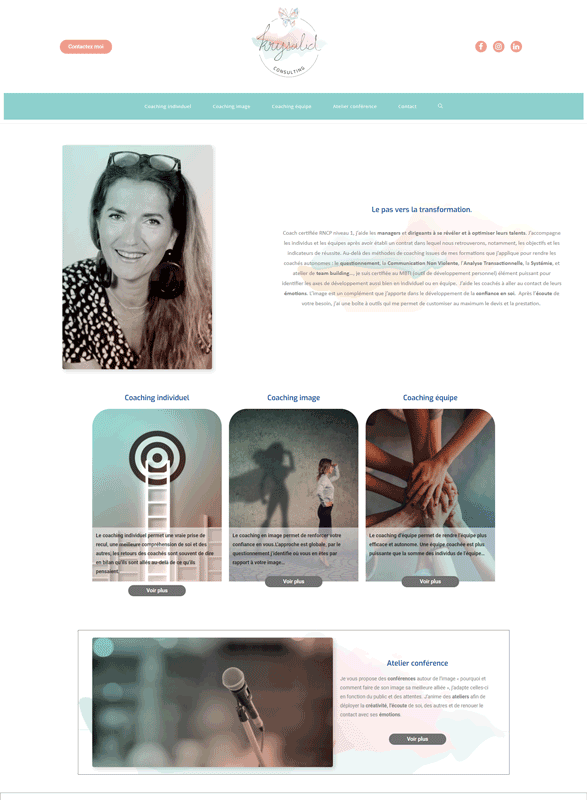 Krysalid
CONSULTING
Contactez moi
Coaching individuel
Coaching image
Coaching équipe
Atelier conférence
Contact
Le pas vers la transformation.
Coach certifiée RNCP niveau 1, j'aide les managers et dirigeants à se révéler et à optimiser leurs talents. J'accompagne
les individus et les équipes après avoir établi un contrat dans lequel nous retrouverons, notamment, les objectifs et les
indicateurs de réussite. Au delà des méthodes de coaching issues de mes formations que j'applique pour rendre les
coachés autonomes : le questionnement, la Communication Non Violente, l'Analyse Transactionnelle, la Systémie, et
atelier de team building... je suis certifiée au MBTI (outil de développement personnel) élément puissant pour
identifier les axes de développement aussi bien en individuel ou en équipe. J'aide les coachés à aller au contact de leurs
émotions. L'image est un complément que j'apporte dans le développement de la confiance en soi. Après l'écoute de
votre besoin, j'ai une boîte à outils qui me permet de customiser au maximum le devis et la prestation.
Coaching individuel
Le coaching individuel permet une vraie prise de
recul, une meilleure compréhension de soi et des
autres, les retours des coachés sont souvent de dire
en bilan qu'ils sont allés au-delà de ce qu'ils
pensaient.
Voir plus
Coaching image
Le coaching en image permet de renforcer votre
confiance en vous.L'approche est globale, par le
questionnement j'identifie où vous en êtes par
rapport à votre image...
Voir plus
Coaching équipe
Le coaching d'équipe permet de rendre l'équipe plus
efficace et autonome. Une équipe coachée est plus
puissante que la somme des individus de l'équipe...
Voir plus
Atelier conférence
Je vous propose des conférences autour de l'image « pourquoi et
comment faire de son image sa meilleure alliée », j'adapte celles-ci
en fonction du public et des attentes. J'anime des ateliers afin de
déployer la créativité, l'écoute de soi, des autres et de renouer le
contact avec ses émotions.
Voir plus